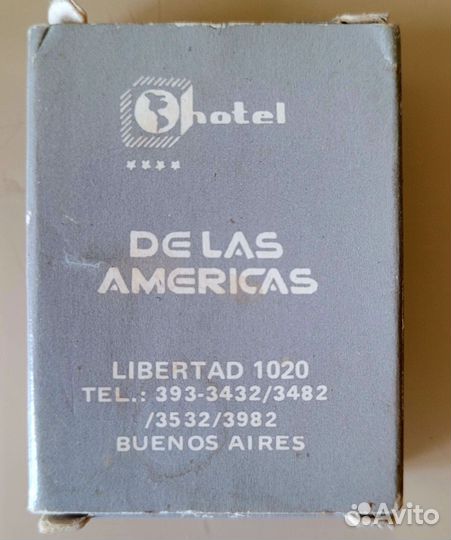 hotel
DE LAS
AMERICAS
LIBERTAD 1020
TEL.: 393-3432/3482
/3532/3982
BUENOS AIRES
Avito